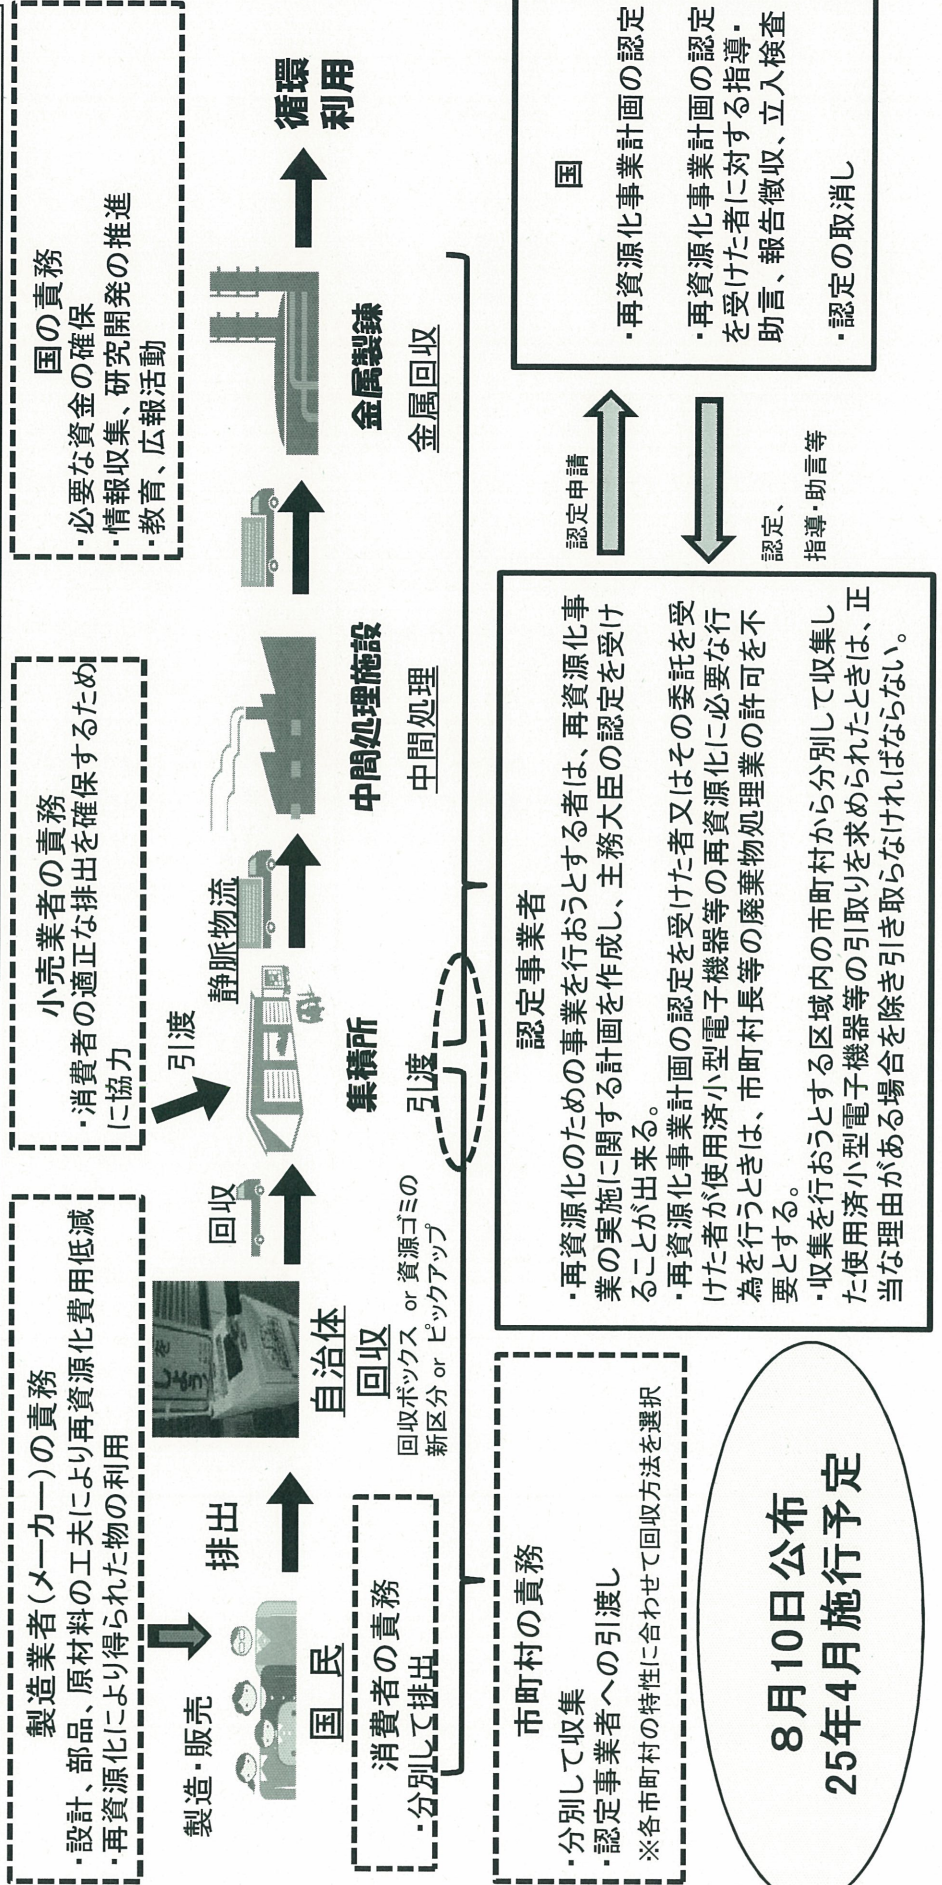 製造業者(メーカー)の責務
・設計、部品、原材料の工夫により再資源化費用低減
・再資源化により得られた物の利用
小売業者の責務
・消費者の適正な排出を確保するため
に協力
国の責務
・必要な資金の確保
・情報収集、研究開発の推進
・教育、広報活動
製造・販売
排出
回収
引渡
静脈物流
国 民
自治体
集積所
中間処理施設
金属製錬
循環
利用
消費者の責務
・分別して排出
回収
回収ボックス or 資源ゴミの
新区分 or ピックアップ
引渡
中間処理
金属回収
市町村の責務
・分別して収集
・認定事業者への引渡し
※各市町村の特性に合わせて回収方法を選択
8月10日公布
25年4月施行予定
認定事業者
・再資源化のための事業を行おうとする者は、再資源化事
業の実施に関する計画を作成し、主務大臣の認定を受け
ることが出来る。
・再資源化事業計画の認定を受けた者又はその委託を受
けた者が使用済小型電子機器等の再資源化に必要な行
為を行うときは、市町村長等の廃棄物処理業の許可を不
要とする。
・収集を行おうとする区域内の市町村から分別して収集し
た使用済小型電子機器等の引取りを求められたときは、正
当な理由がある場合を除き引き取らなければならない。
認定申請
認定、
指導・助言等
国
・再資源化事業計画の認定
・再資源化事業計画の認定
を受けた者に対する指導・
助言、報告徴収、立入検査
・認定の取消し